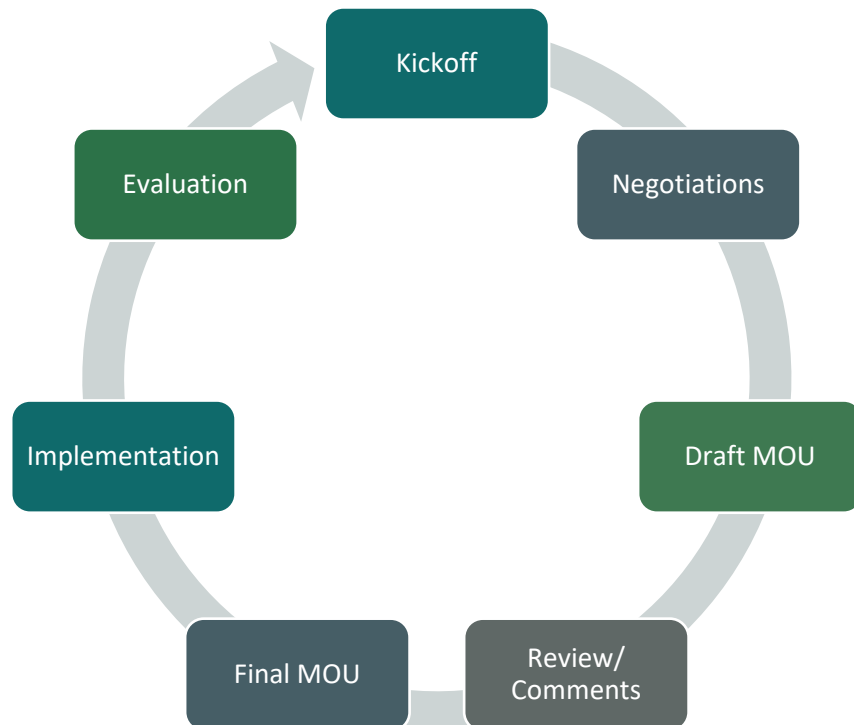 Kickoff
Negotiations
Draft MOU
Review/
Comments
Final MOU
Implementation
Evaluation